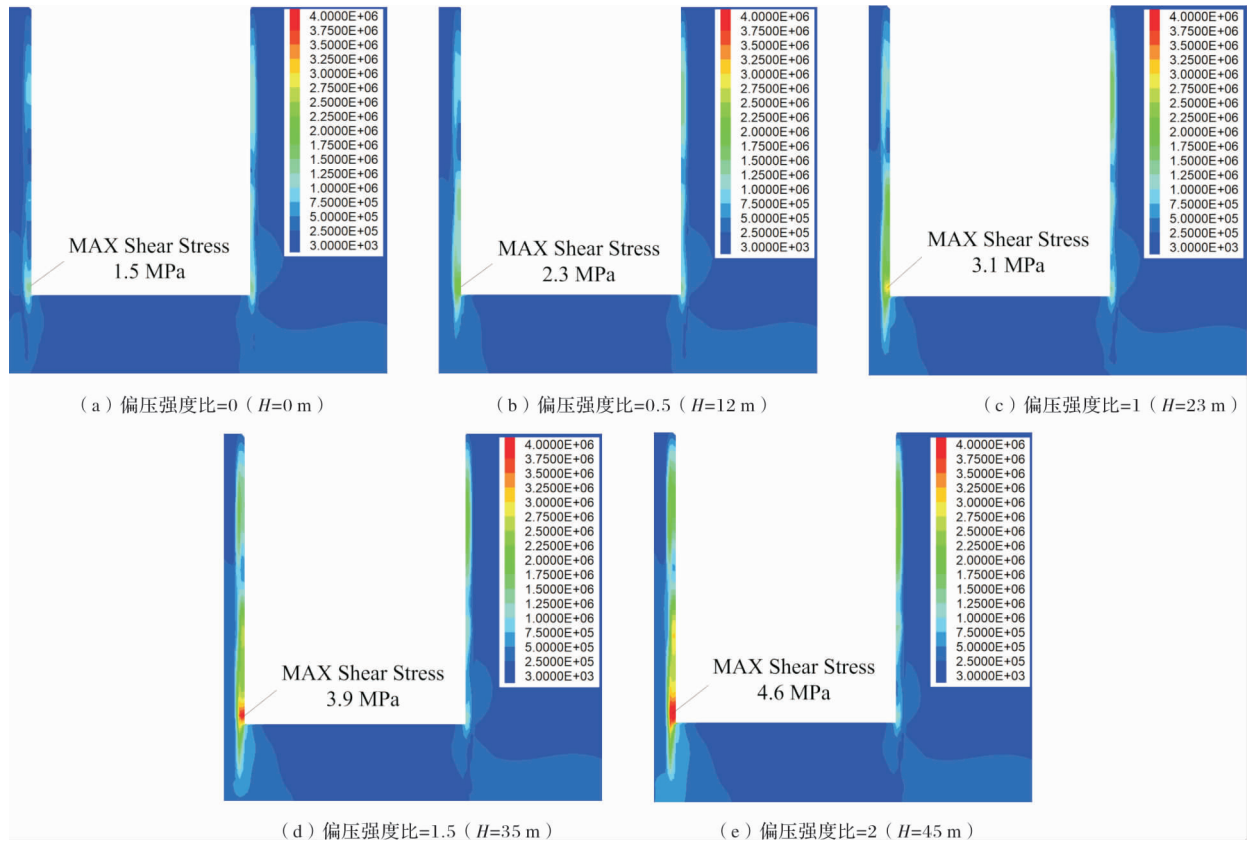 4.0000E+06
3.7500E+06
3.5000E+06
3.2500E+06
3.0000E+06
2.7500E+06
2.5000E+06
2.2500E+06
2.0000E+06
1.7500E+06
1.5000E+06
1.2500E+06
1.0000E+06
7.5000E+05
5.0000E+05
2.5000E+05
3.0000E+03
MAX Shear Stress
1.5 MPa
(a)偏压强度比=0(H=0 m)
4.0000E+06
3.7500E+06
3.5000E+06
3.2500E+06
3.0000E+06
2.7500E+06
2.5000E+06
2.2500E+06
2.0000E+06
1.7500E+06
1.5000E+06
1.2500E+06
1.0000E+06
7.5000E+05
5.0000E+05
2.5000E+05
3.0000E+03
MAX Shear Stress
2.3 MPa
(b)偏压强度比=0.5(H=12 m)
4.0000E+06
3.7500E+06
3.5000E+06
3.2500E+06
3.0000E+06
2.7500E+06
2.5000E+06
2.2500E+06
2.0000E+06
1.7500E+06
1.5000E+06
1.2500E+06
1.0000E+06
7.5000E+05
5.0000E+05
2.5000E+05
3.0000E+03
MAX Shear Stress
3.1 MPa
(c)偏压强度比=1(H=23 m)
4.0000E+06
3.7500E+06
3.5000E+06
3.2500E+06
3.0000E+06
2.7500E+06
2.5000E+06
2.2500E+06
2.0000E+06
1.7500E+06
1.5000E+06
1.2500E+06
1.0000E+06
7.5000E+05
5.0000E+05
2.5000E+05
3.0000E+03
MAX Shear Stress
3.9 MPa
(d)偏压强度比=1.5(H=35 m)
4.0000E+06
3.7500E+06
3.5000E+06
3.2500E+06
3.0000E+06
2.7500E+06
2.5000E+06
2.2500E+06
2.0000E+06
1.7500E+06
1.5000E+06
1.2500E+06
1.0000E+06
7.5000E+05
5.0000E+05
2.5000E+05
3.0000E+03
MAX Shear Stress
4.6 MPa
(e)偏压强度比=2(H=45 m)